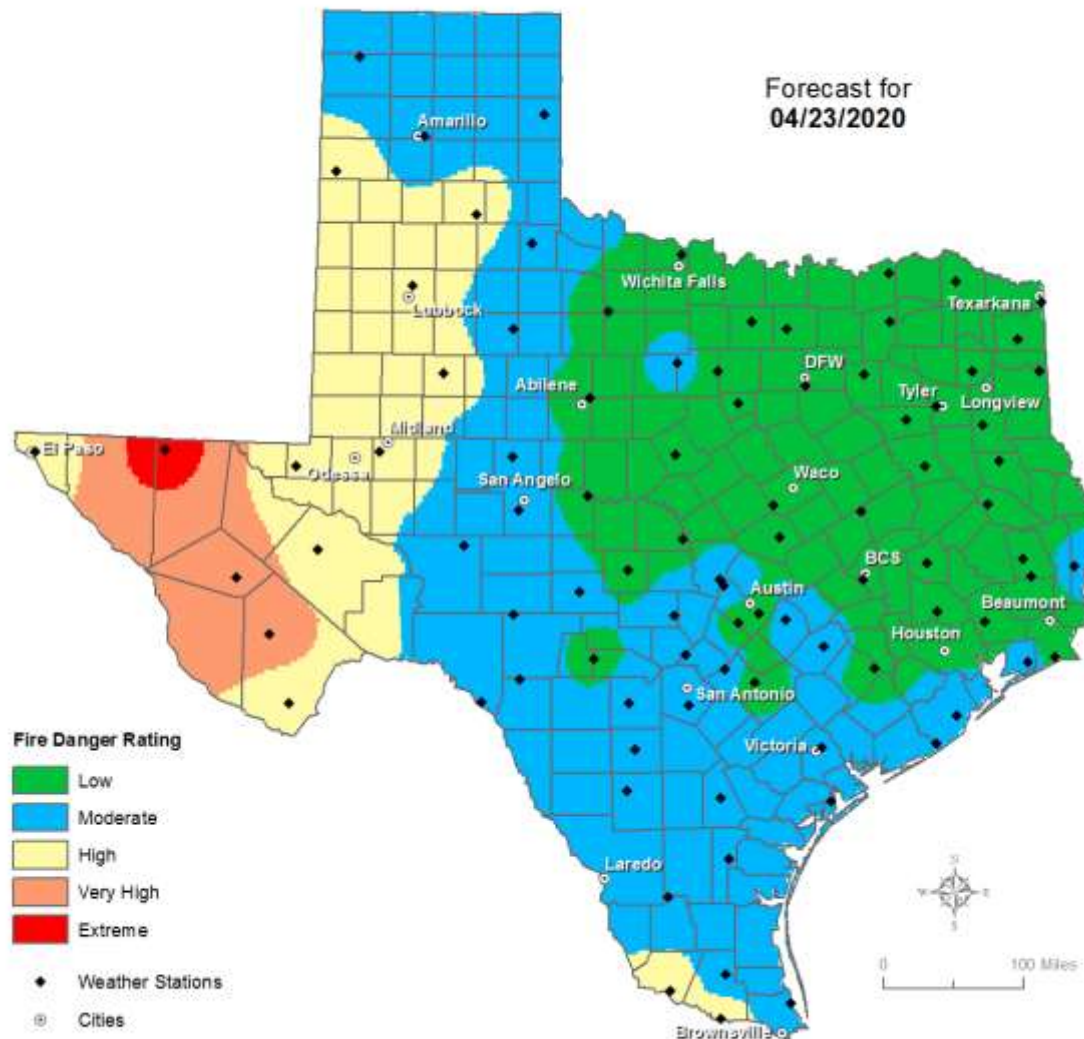 Forecast for
04/23/2020
Amarillo
Wichita Falls
Texarkana
Lubbock
DFW
Abilene
Tyler
Longview
Midland
El Paso
Odessa
San Angelo
Waco
BCS
Austin
Beaumont
Houston
San Antonio
Victoria
Fire Danger Rating
Low
Moderate
High
Very High
Extreme
Laredo
Weather Stations
Cities
Brownsville
W
E
S
0
100 Miles